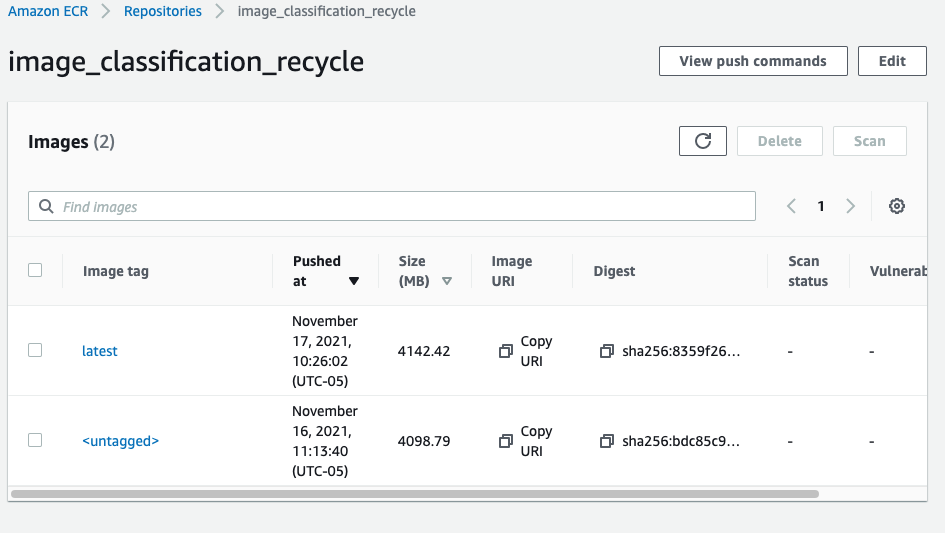 Amazon ECR > Repositories > image_classification_recycle
image_classification_recycle
View push commands
Edit
Images (2)
Delete
Scan
Find images
1
Image tag
Pushed
at
Size
(MB)
Image
URI
Digest
Scan
status
Vulnerab
latest
November
17, 2021,
10:26:02
(UTC-05)
4142.42
Copy
URI
sha256:8359f26...
-
-
<untagged>
November
16, 2021,
11:13:40
(UTC-05)
4098.79
Copy
URI
sha256:bdc85c9...
-
-